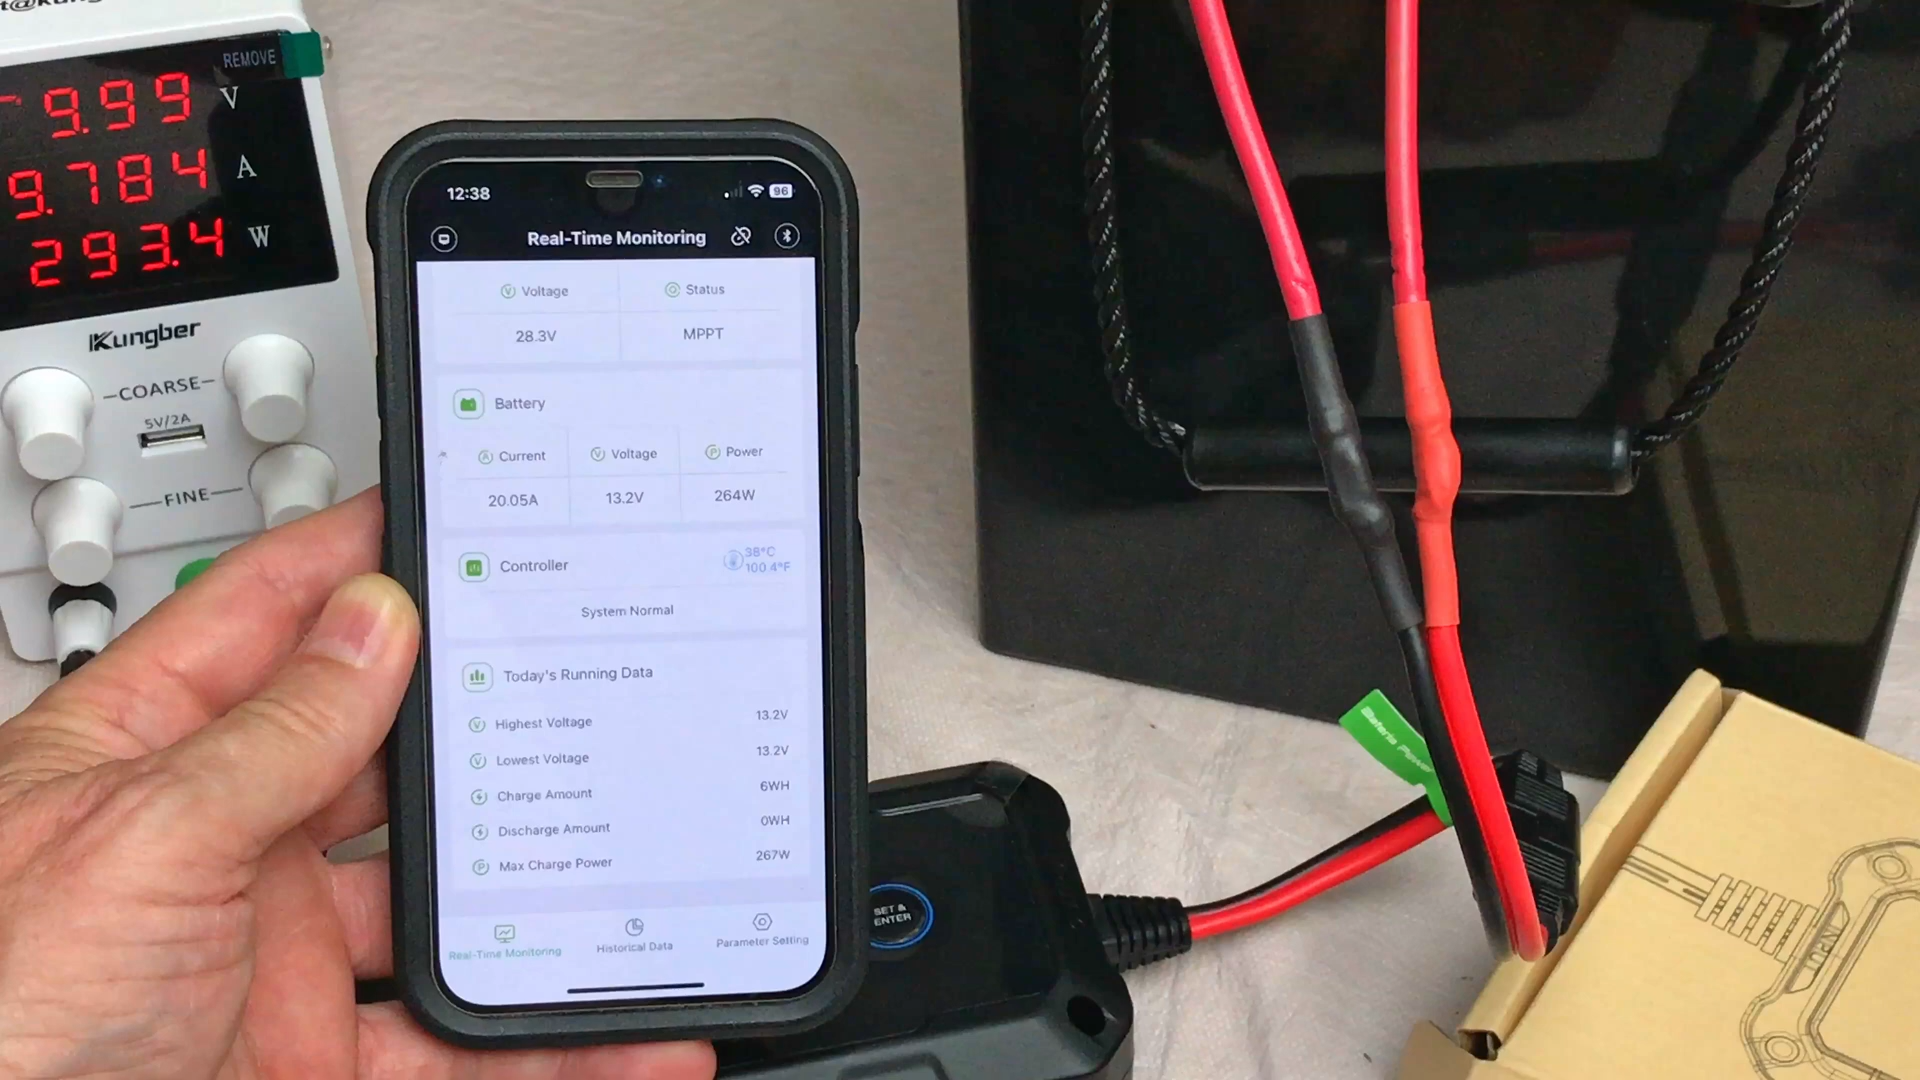 REMOVE
9.99 V
9.784 A
293.4 W
Kungber
COARSE
5V/2A
FINE
12:38
96
Real-Time Monitoring
Voltage
Status
28.3V
MPPT
Battery
Current
Voltage
Power
20.05A
13.2V
264W
Controller
38°C
100.4°F
System Normal
Today's Running Data
Highest Voltage
13.2V
Lowest Voltage
13.2V
Charge Amount
6WH
Discharge Amount
0WH
Max Charge Power
267W
Real-Time Monitoring
Historical Data
Parameter Setting
SET &
ENTER
Power
INPUT